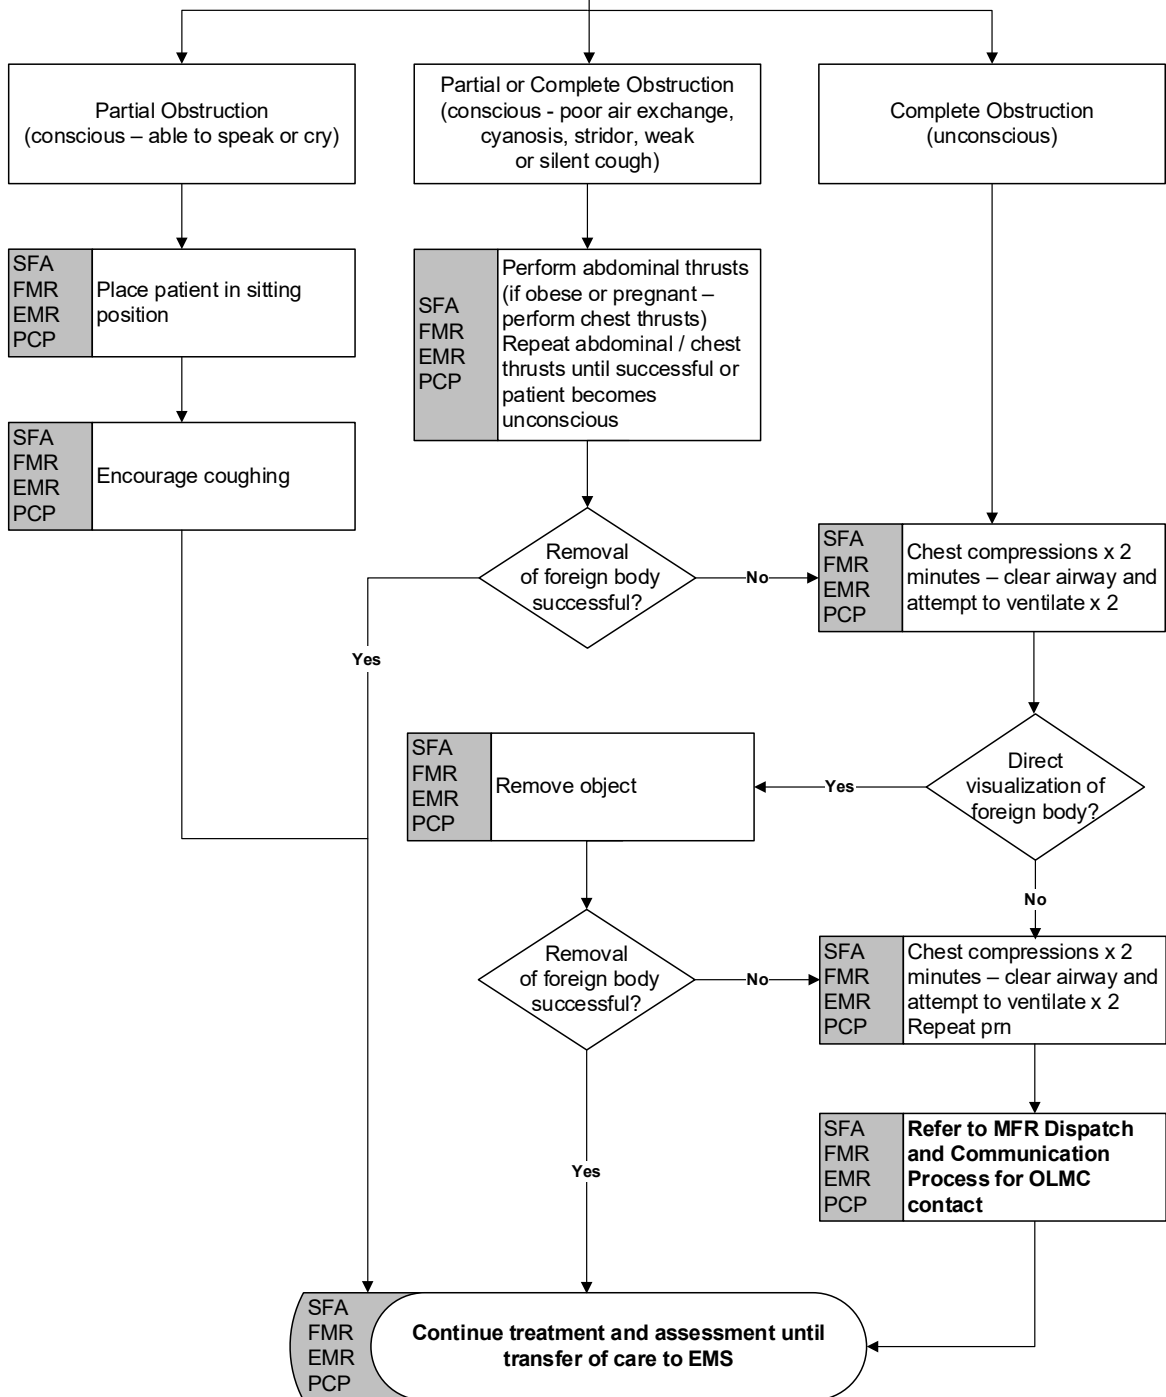 Partial Obstruction
(conscious – able to speak or cry)
Partial or Complete Obstruction
(conscious - poor air exchange,
cyanosis, stridor, weak
or silent cough)
Complete Obstruction
(unconscious)
SFA
FMR
EMR
PCP
Place patient in sitting
position
SFA
FMR
EMR
PCP
Perform abdominal thrusts
(if obese or pregnant –
perform chest thrusts)
Repeat abdominal / chest
thrusts until successful or
patient becomes
unconscious
SFA
FMR
EMR
PCP
Encourage coughing
Removal
of foreign body
successful?
No
Yes
SFA
FMR
EMR
PCP
Chest compressions x 2
minutes – clear airway and
attempt to ventilate x 2
Direct
visualization of
foreign body?
Yes
No
SFA
FMR
EMR
PCP
Remove object
Removal
of foreign body
successful?
No
Yes
SFA
FMR
EMR
PCP
Chest compressions x 2
minutes – clear airway and
attempt to ventilate x 2
Repeat prn
SFA
FMR
EMR
PCP
Refer to MFR Dispatch
and Communication
Process for OLMC
contact
SFA
FMR
EMR
PCP
Continue treatment and assessment until
transfer of care to EMS